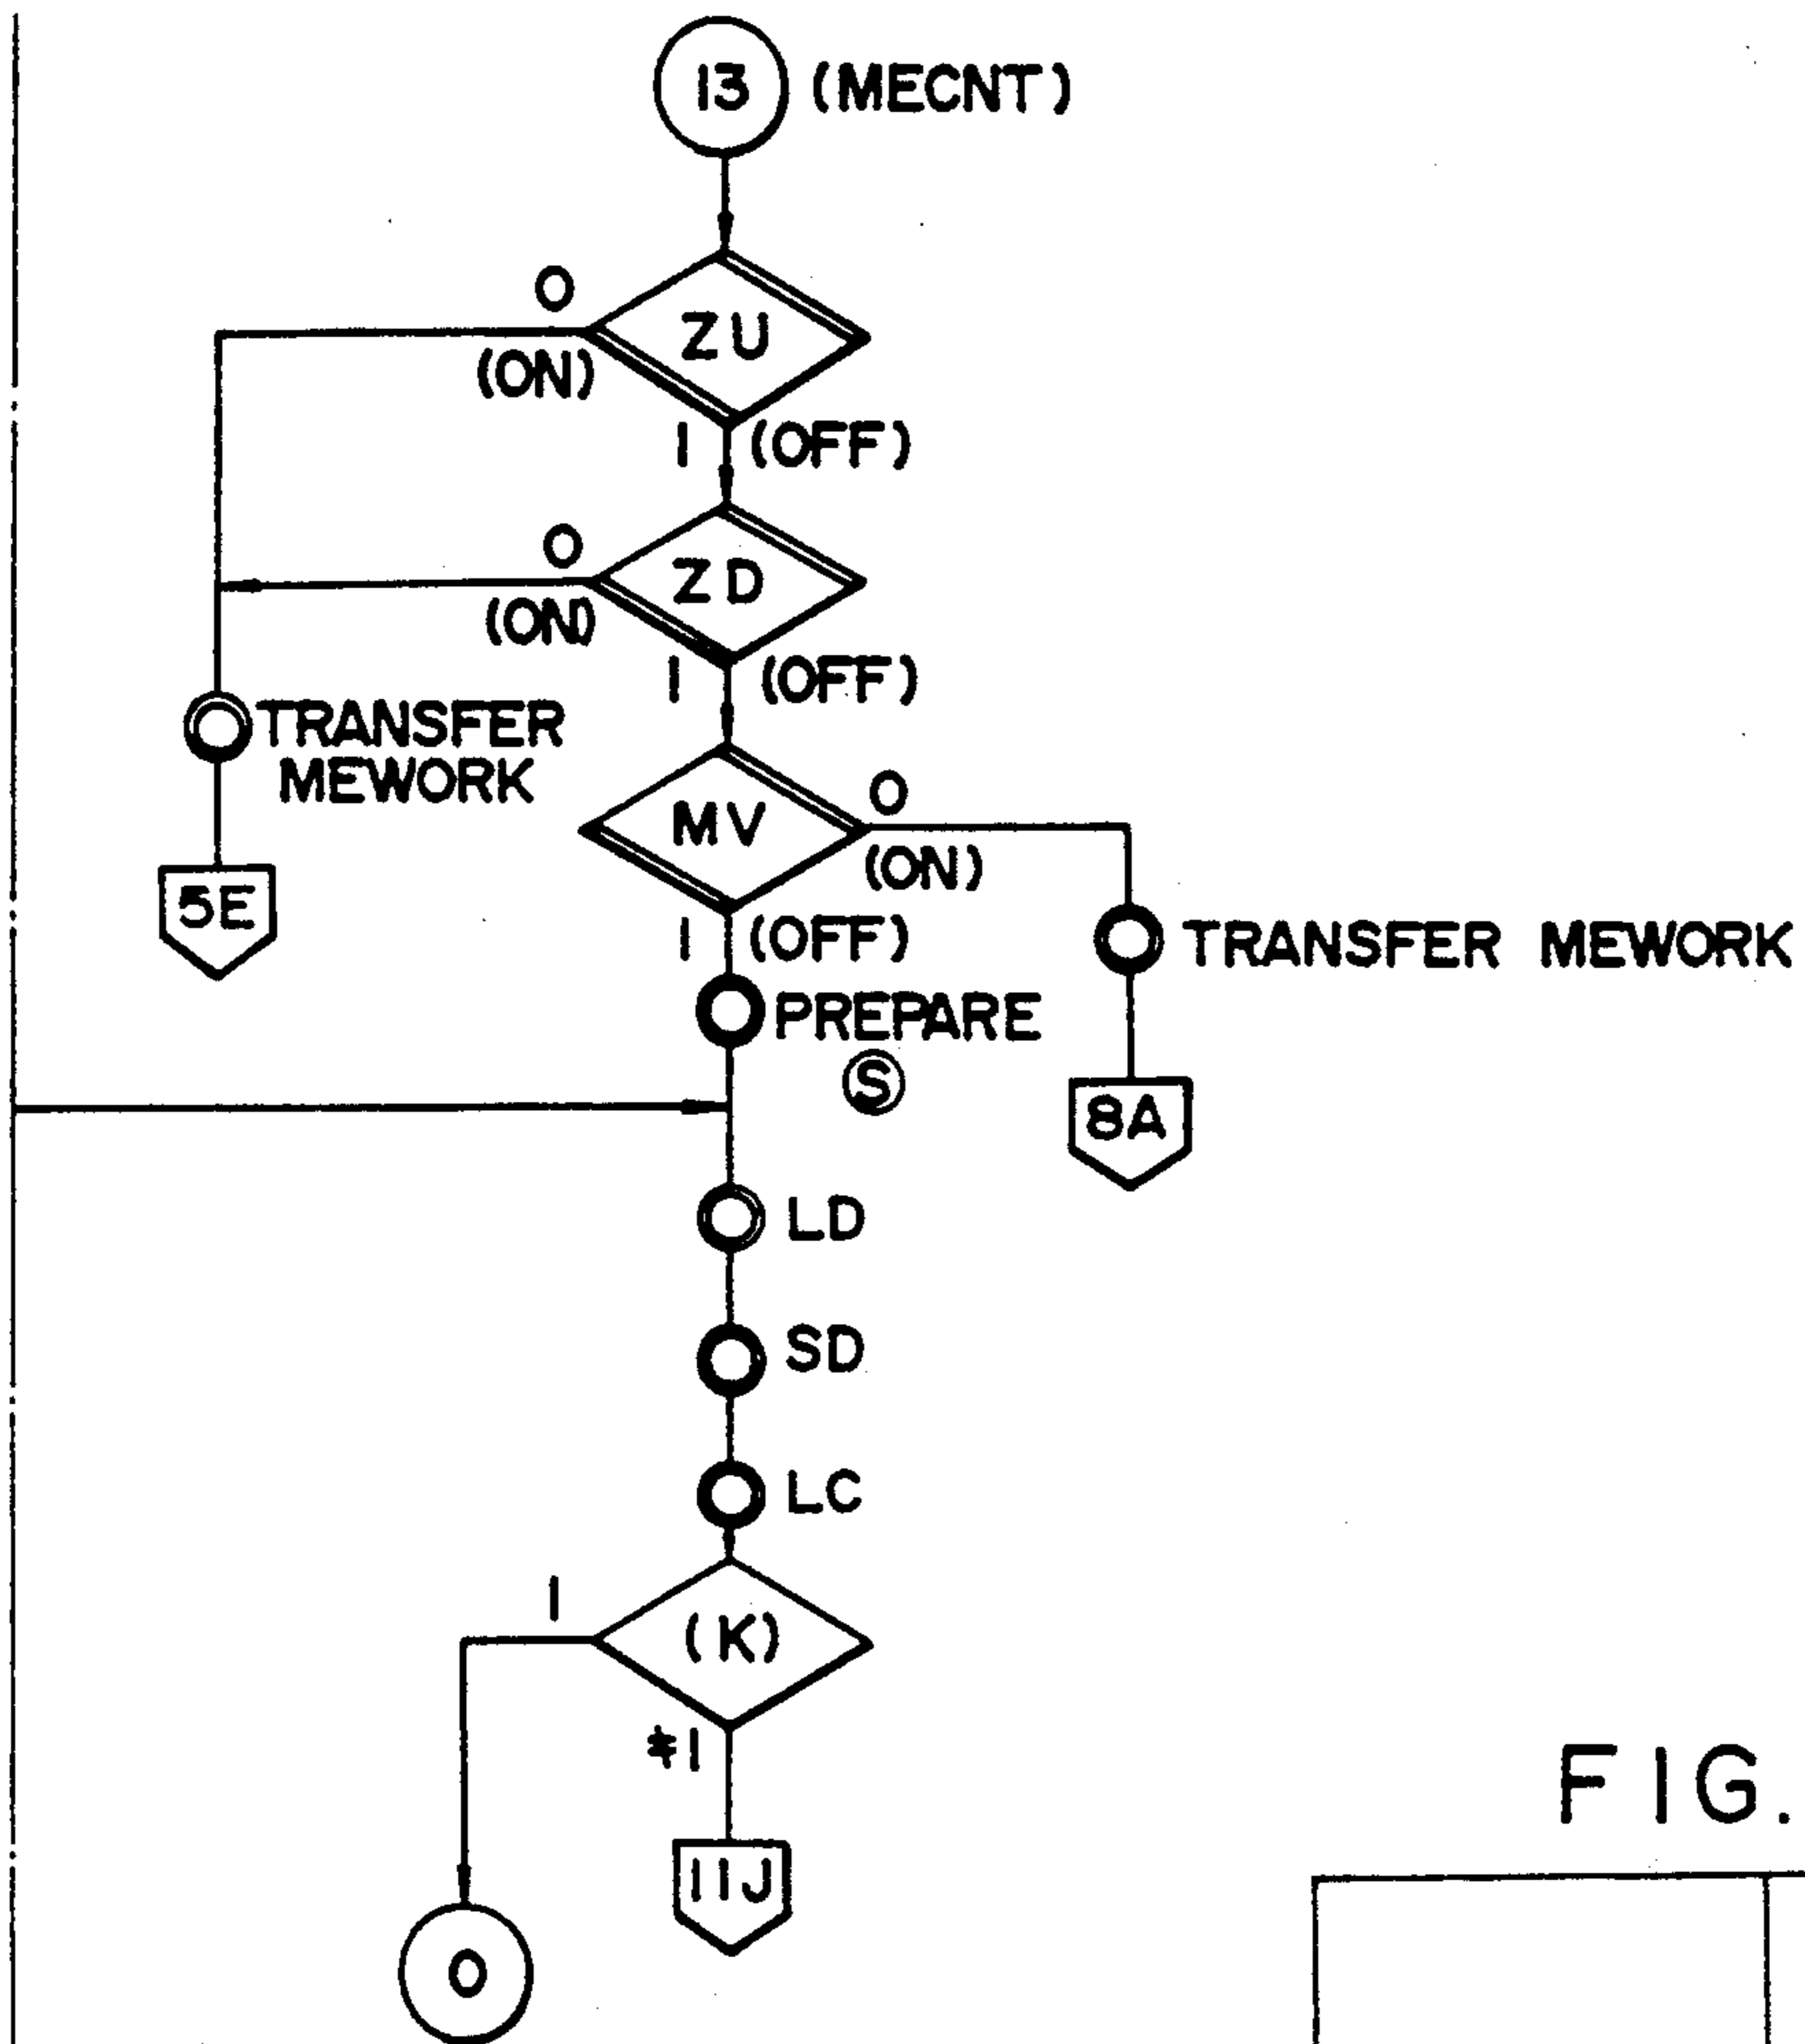 13 (MECNT)
0
ZU
(ON)
1 (OFF)
0
ZD
(ON)
1 (OFF)
TRANSFER
MEWORK
0
MV
(ON)
5E
1 (OFF)
TRANSFER MEWORK
PREPARE
S
8A
LD
SD
LC
1
(K)
≠1
FIG.
11J
0